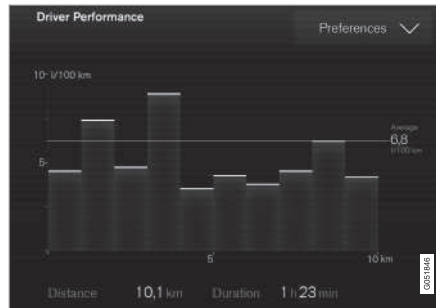 Driver Performance
Preferences
10- l/100 km
Average
6,8
l/100 km
5-
5
10 km
Distance 10,1 km Duration 1 h 23 min
G051846